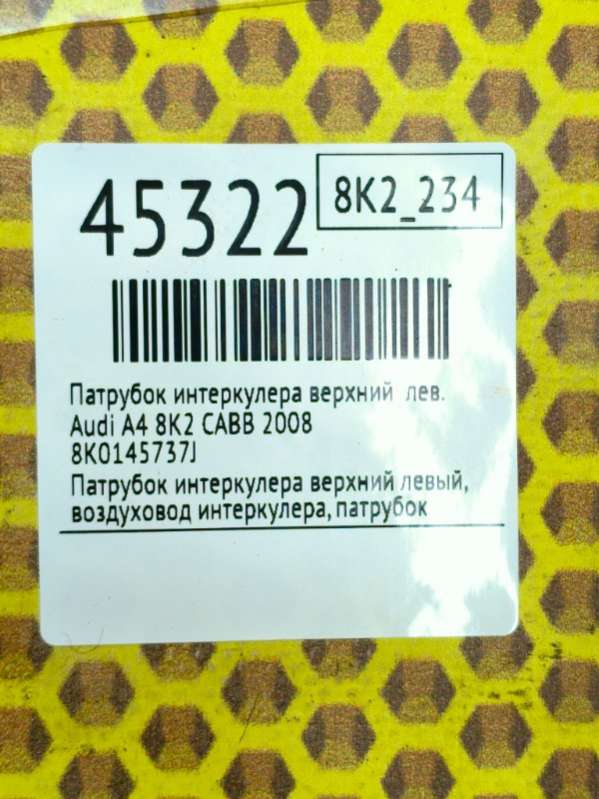 45322
8K2_234
Патрубок интеркулера верхний лев.
Audi A4 8K2 CABB 2008
8K0145737J
Патрубок интеркулера верхний левый,
воздуховод интеркулера, патрубок